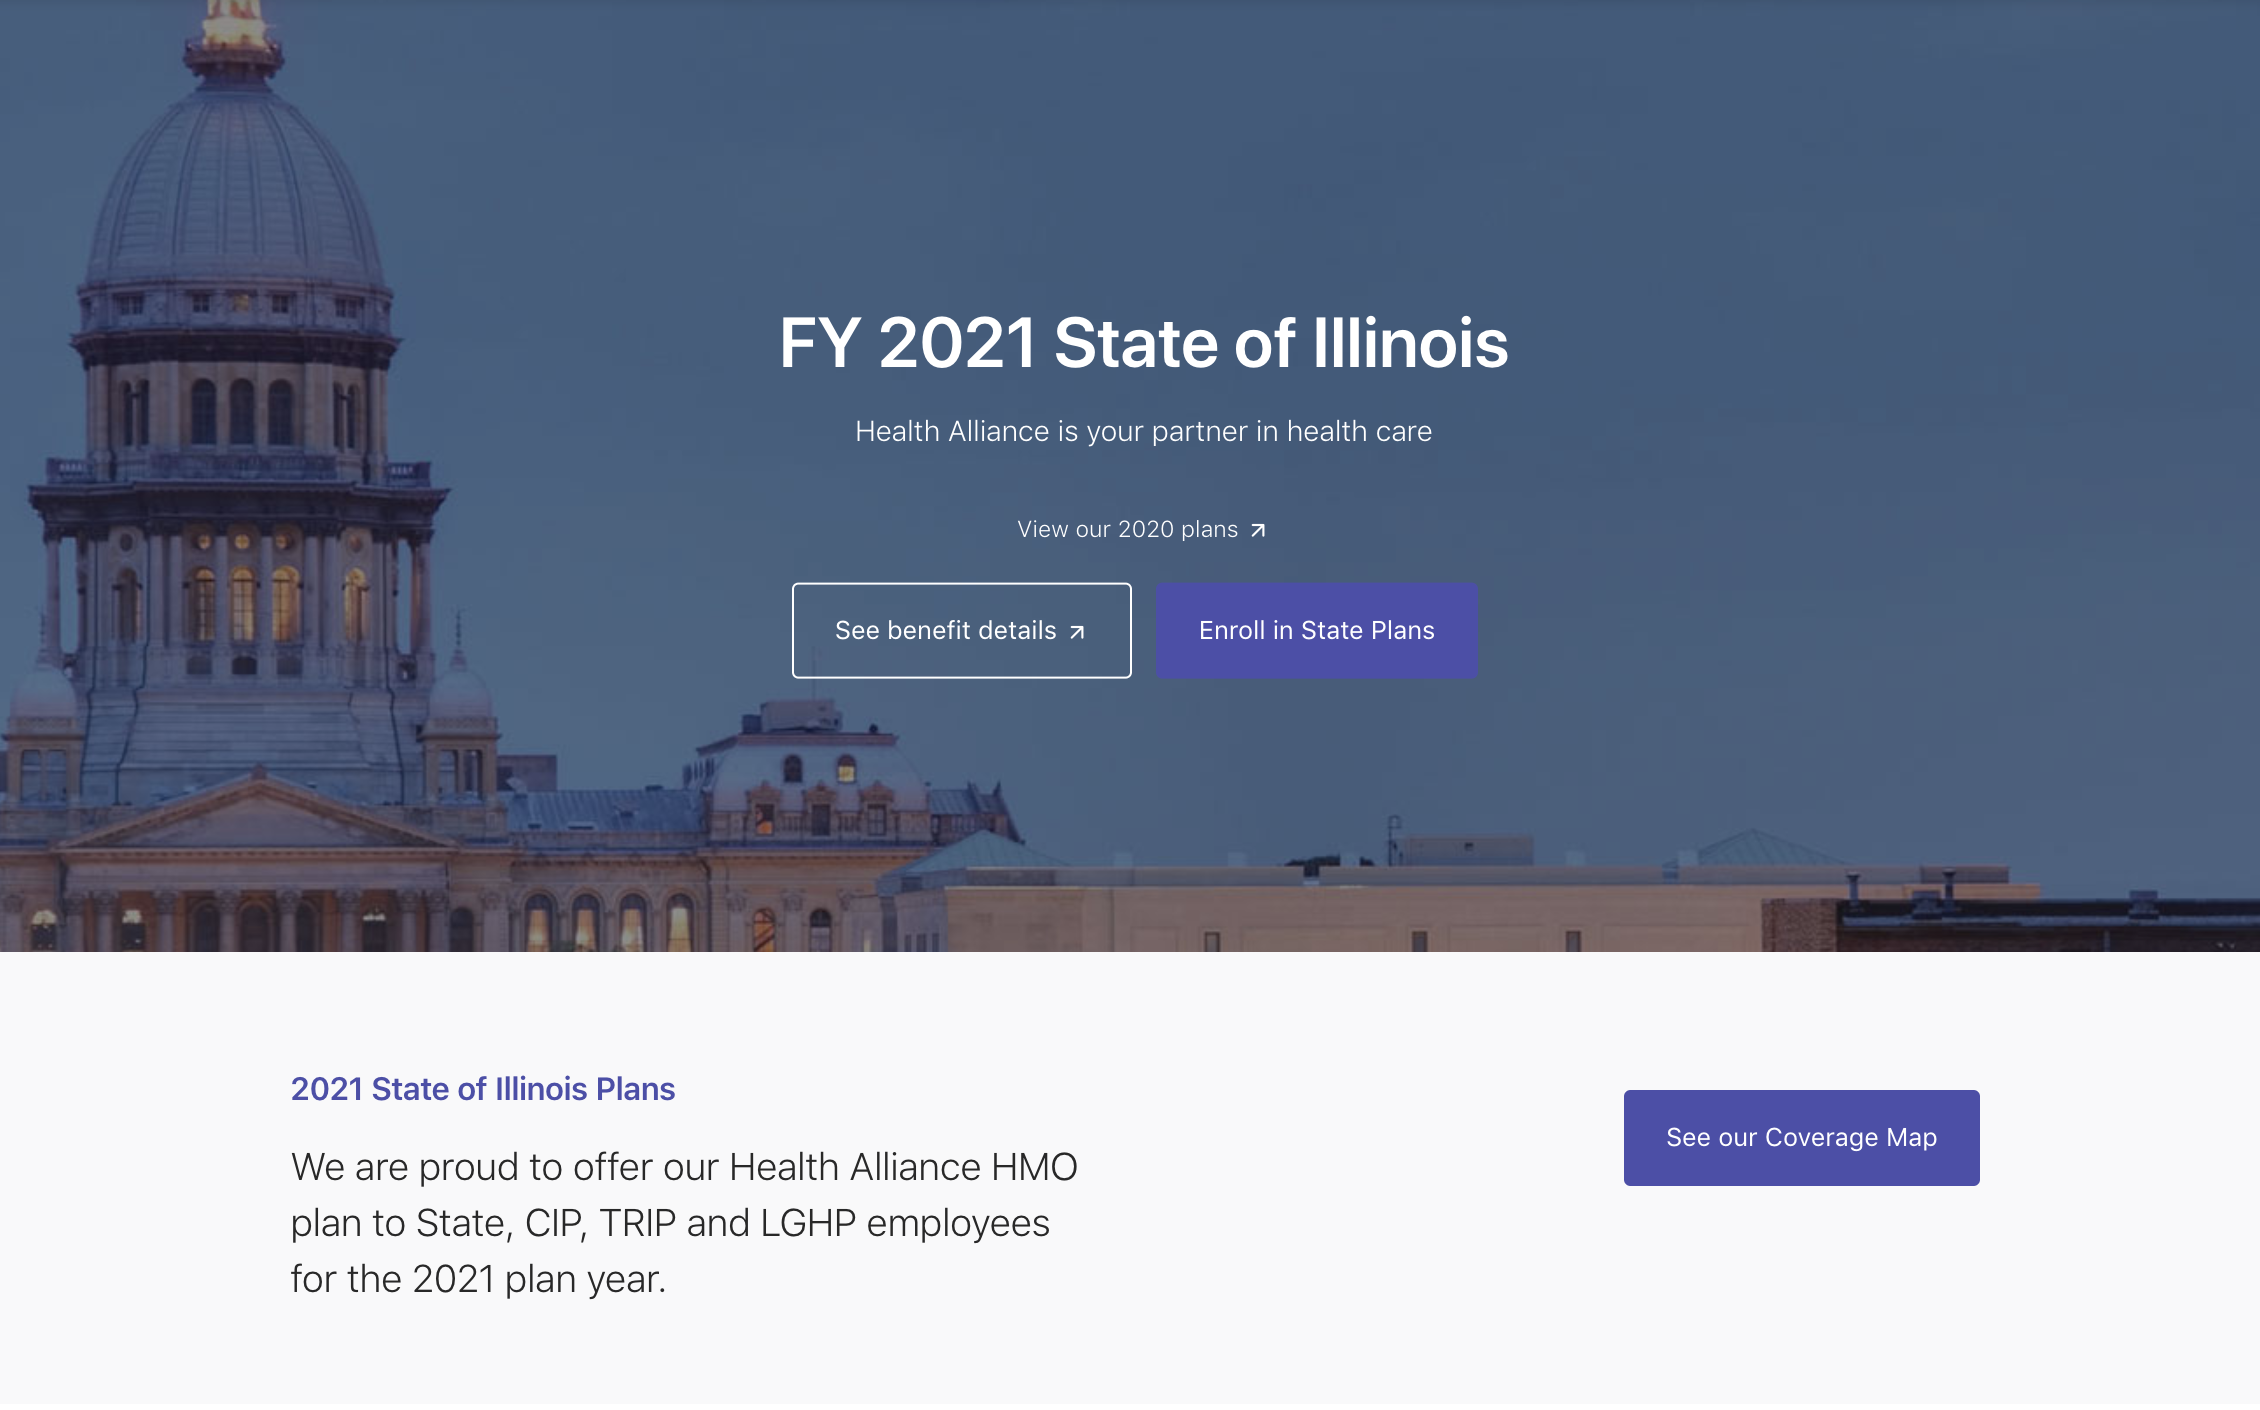 FY 2021 State of Illinois
Health Alliance is your partner in health care
View our 2020 plans
See benefit details
Enroll in State Plans
2021 State of Illinois Plans
We are proud to offer our Health Alliance HMO
plan to State, CIP, TRIP and LGHP employees
for the 2021 plan year.
See our Coverage Map